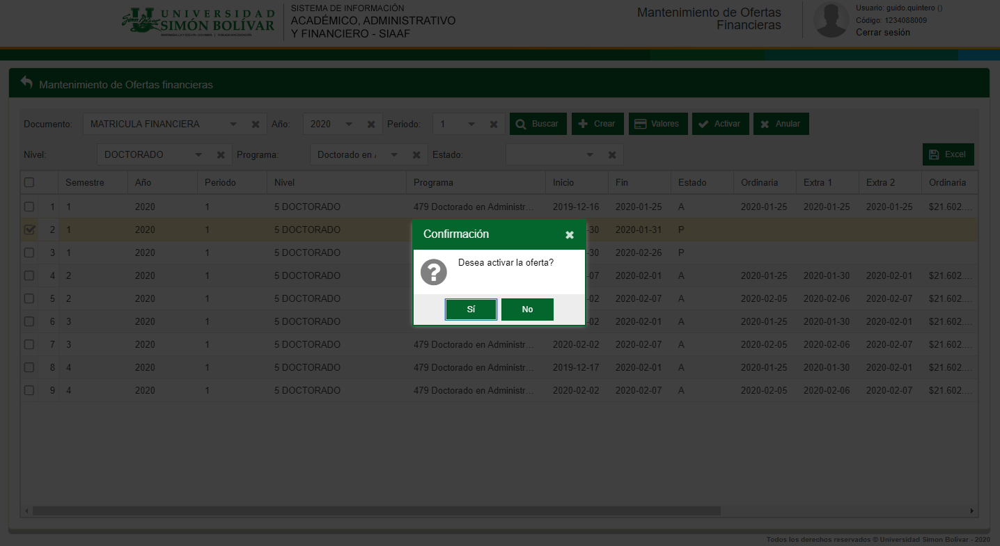 UNIVERSIDAD
SIMÓN BOLÍVAR
SISTEMA DE INFORMACIÓN
ACADÉMICO, ADMINISTRATIVO
Y FINANCIERO - SIAAF
Mantenimiento de Ofertas
Financieras
Usuario: guido.quintero ()
Código: 1234088009
Cerrar sesión
Mantenimiento de Ofertas financieras
Documento: MATRICULA FINANCIERA Año: 2020 Periodo: 1 Buscar Crear Valores Activar Anular
Nivel: DOCTORADO Programa: Doctorado en Estado: Excel
Semestre Año Periodo Nivel Programa Inicio Fin Estado Ordinaria Extra 1 Extra 2 Ordinaria
1 1 2020 1 5 DOCTORADO 479 Doctorado en Administr... 2019-12-16 2020-01-25 A 2020-01-25 2020-01-25 2020-01-25 $21.602....
2 1 2020 1 5 DOCTORADO -30 2020-01-31 P
3 1 2020 1 5 DOCTORADO -30 2020-02-26 P
4 2 2020 1 5 DOCTORADO -07 2020-02-01 A 2020-01-25 2020-01-30 2020-02-01 $21.602....
5 2 2020 1 5 DOCTORADO -02 2020-02-07 A 2020-02-05 2020-02-06 2020-02-07 $21.602....
6 3 2020 1 5 DOCTORADO -02 2020-02-01 A 2020-01-25 2020-01-30 2020-02-01 $21.602....
7 3 2020 1 5 DOCTORADO 479 Doctorado en Administr... 2020-02-02 2020-02-07 A 2020-02-05 2020-02-06 2020-02-07 $21.602....
8 4 2020 1 5 DOCTORADO 479 Doctorado en Administr... 2019-12-17 2020-02-01 A 2020-01-25 2020-01-30 2020-02-01 $21.602....
9 4 2020 1 5 DOCTORADO 479 Doctorado en Administr... 2020-02-02 2020-02-07 A 2020-02-05 2020-02-06 2020-02-07 $21.602....
Confirmación
Desea activar la oferta?
Sí No
Todos los derechos reservados © Universidad Simon Bolivar - 2020